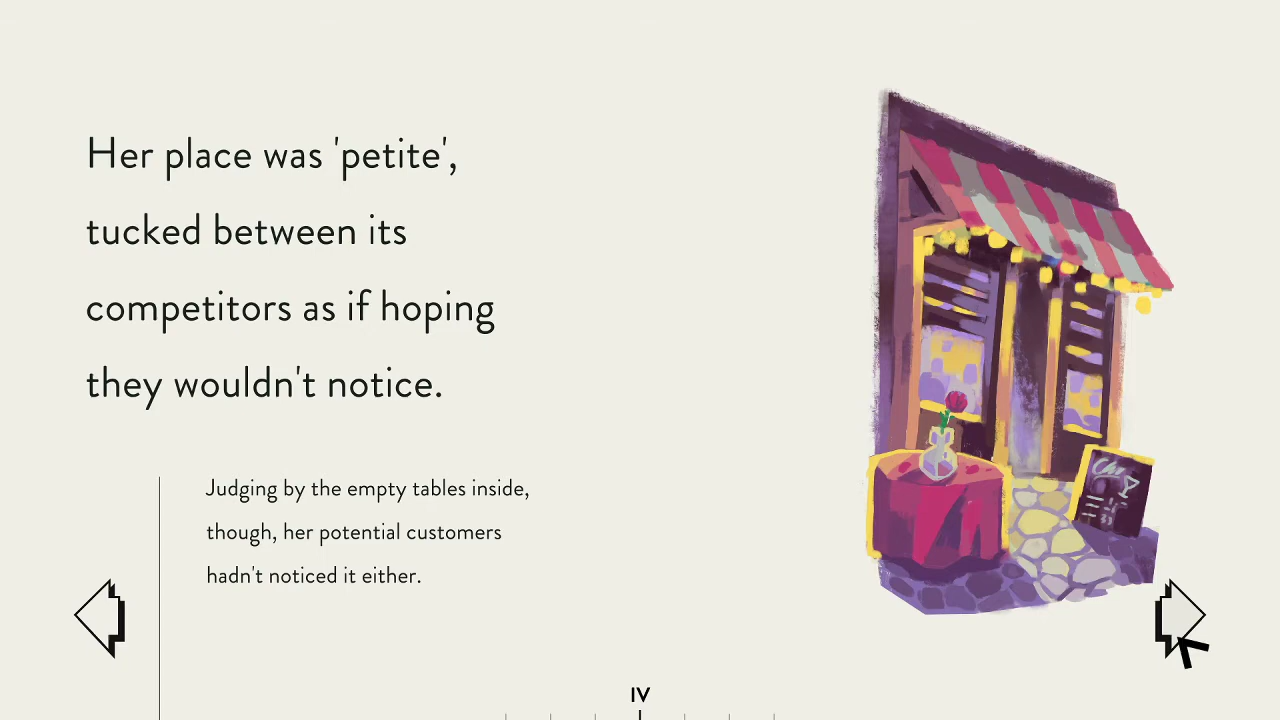 Her place was 'petite',
tucked between its
competitors as if hoping
they wouldn't notice.
Judging by the empty tables inside,
though, her potential customers
hadn't noticed it either.
IV